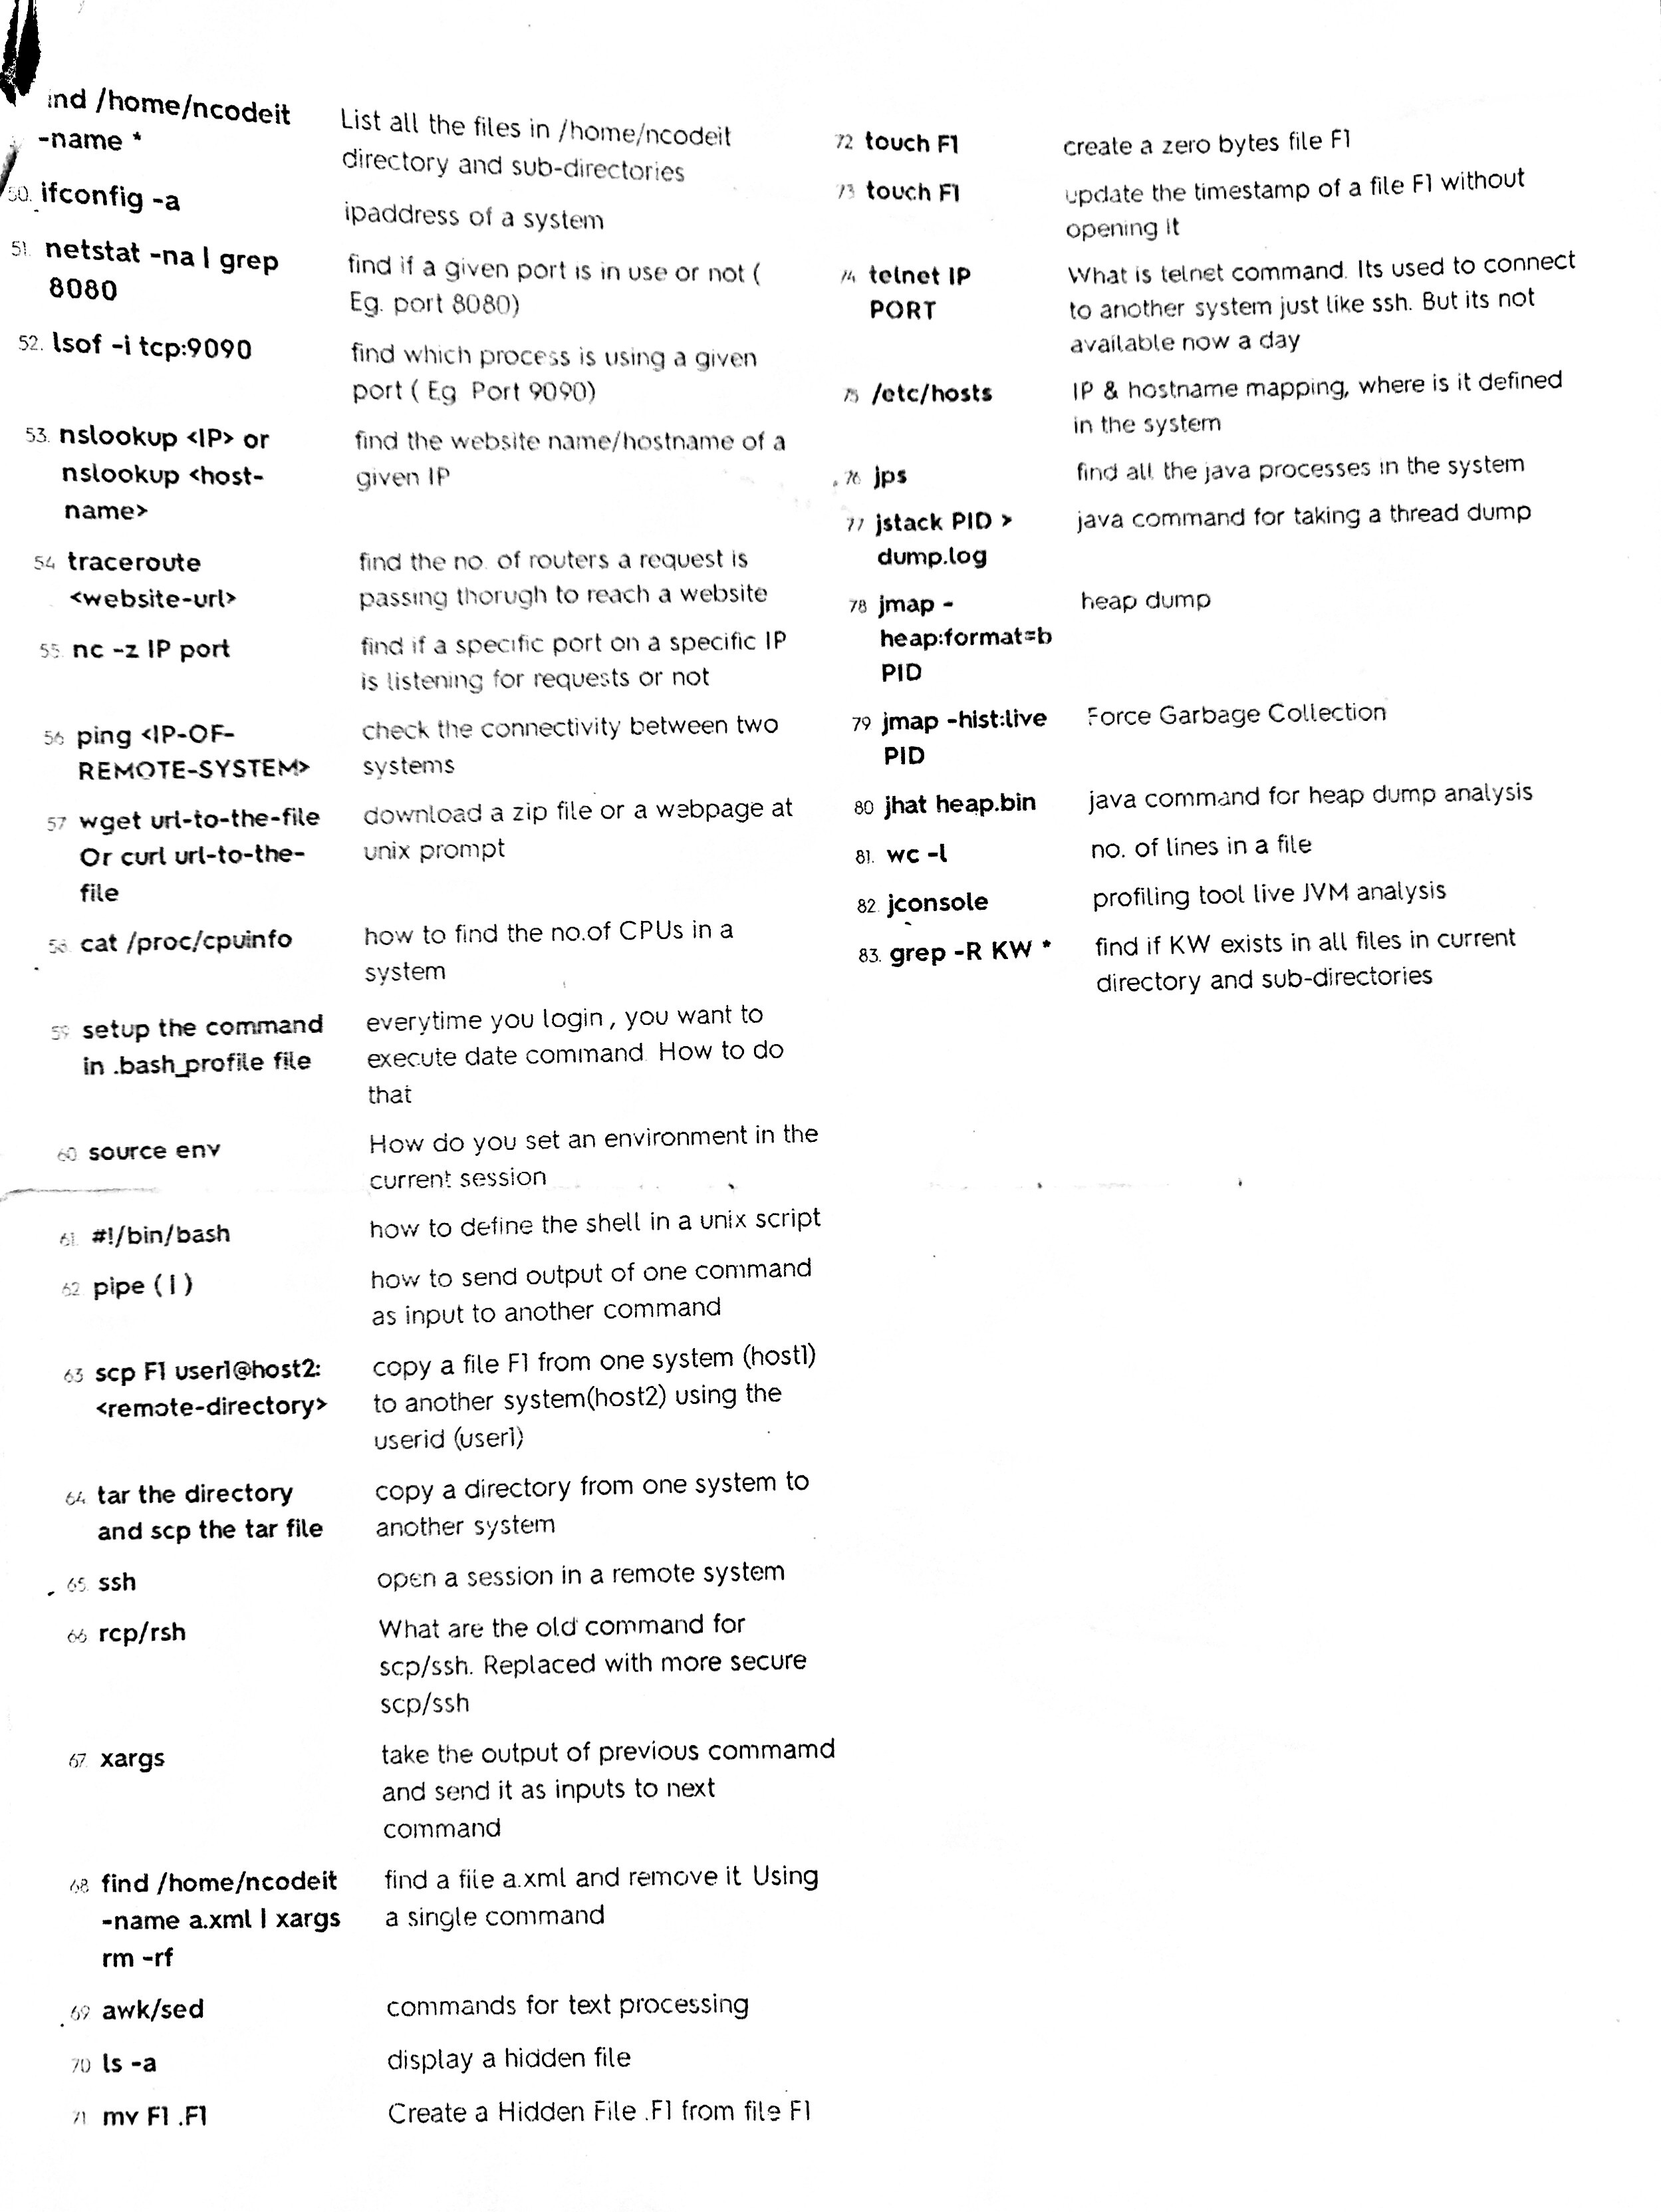 ind /home/ncodeit
-name *
List all the files in /home/ncodeit
directory and sub-directories
50. ifconfig -a
ipaddress of a system
51. netstat -na | grep
8080
find if a given port is in use or not (
Eg. port 8080)
52. lsof -i tcp:9090
find which process is using a given
port ( Eg Port 9090)
53. nslookup <IP> or
nslookup <host-
name>
find the website name/hostname of a
given IP
54 traceroute
<website-url>
find the no. of routers a request is
passing thorugh to reach a website
55. nc -z IP port
find if a specific port on a specific IP
is listening for requests or not
56 ping <IP-OF-
REMOTE-SYSTEM>
check the connectivity between two
systems
57 wget url-to-the-file
Or curl url-to-the-
file
download a zip file or a webpage at
unix prompt
58. cat /proc/cpuinfo
how to find the no.of CPUs in a
system
59 setup the command
in .bash_profile file
everytime you login , you want to
execute date command. How to do
that
60 source env
How do you set an environment in the
current session
61. #!/bin/bash
how to define the shell in a unix script
62 pipe ( | )
how to send output of one command
as input to another command
63 scp F1 user1@host2:
<remote-directory>
copy a file F1 from one system (host1)
to another system(host2) using the
userid (user1)
64 tar the directory
and scp the tar file
copy a directory from one system to
another system
65. ssh
open a session in a remote system
66 rcp/rsh
What are the old command for
scp/ssh. Replaced with more secure
scp/ssh
67. xargs
take the output of previous commamd
and send it as inputs to next
command
68 find /home/ncodeit
-name a.xml | xargs
rm -rf
find a file a.xml and remove it Using
a single command
69 awk/sed
commands for text processing
70 ls -a
display a hidden file
71 mv F1 .F1
Create a Hidden File .F1 from file F1
72 touch F1
create a zero bytes file F1
73 touch F1
update the timestamp of a file F1 without
opening it
74 telnet IP
PORT
What is telnet command. Its used to connect
to another system just like ssh. But its not
available now a day
75 /etc/hosts
IP & hostname mapping, where is it defined
in the system
76 jps
find all the java processes in the system
77 jstack PID >
dump.log
java command for taking a thread dump
78 jmap -
heap:format=b
PID
heap dump
79 jmap -hist:live
PID
Force Garbage Collection
80 jhat heap.bin
java command for heap dump analysis
81. wc -l
no. of lines in a file
82. jconsole
profiling tool live JVM analysis
83. grep -R KW *
find if KW exists in all files in current
directory and sub-directories